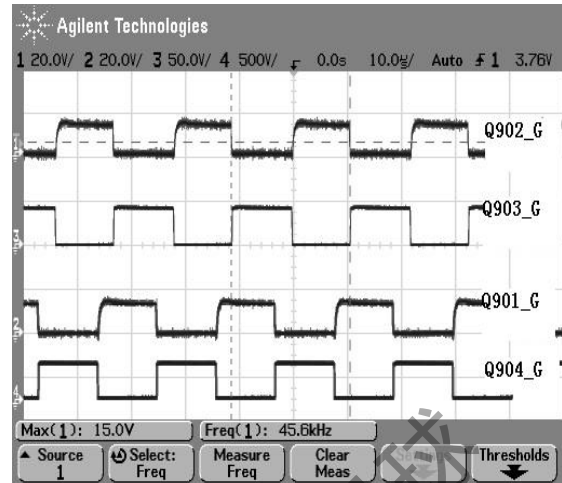 Agilent Technologies
1 20.0V/ 2 20.0V/ 3 50.0V/ 4 500V/ 0.0s 10.0㎲/ Auto 1 3.76V
Q902_G
Q903_G
Q901_G
Q904_G
Max(1): 15.0V Freq(1): 45.6kHz
Source 1 Select: Freq Measure Freq Clear Meas Thresholds